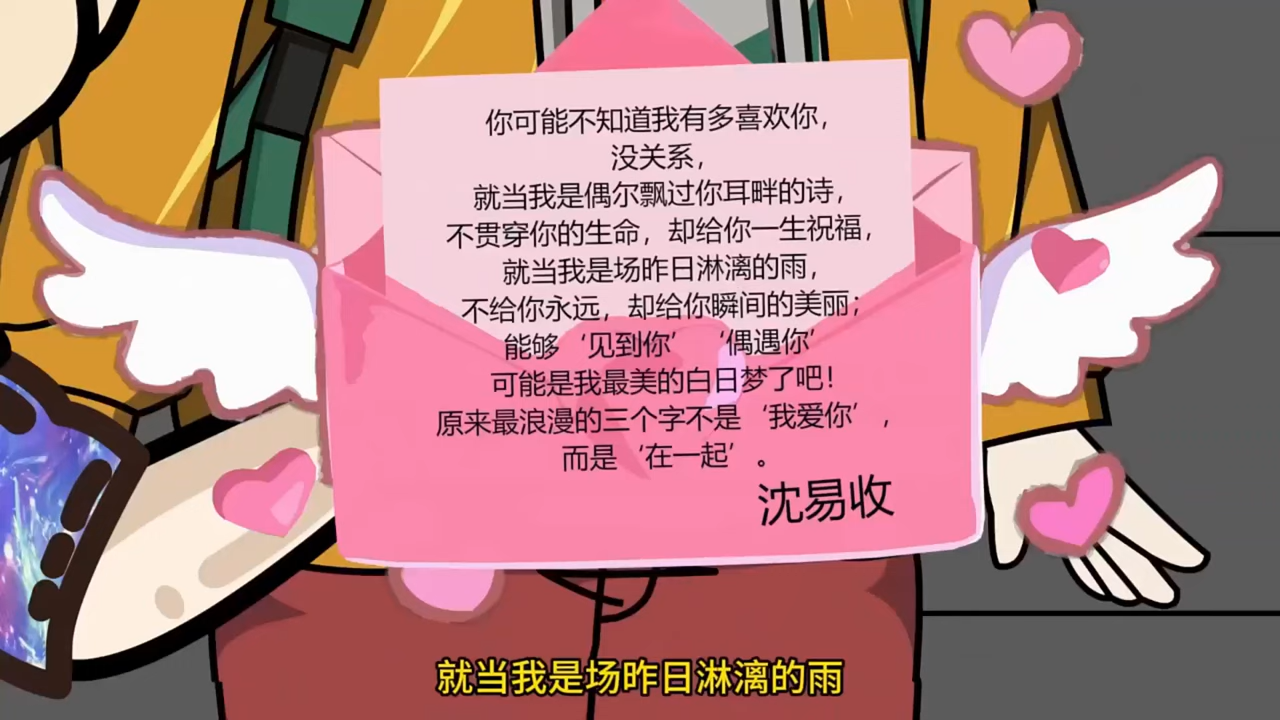 你可能不知道我有多喜欢你，
没关系，
就当我是偶尔飘过你耳畔的诗，
不贯穿你的生命，却给你一生祝福，
就当我是场昨日淋漓的雨，
不给你永远，却给你瞬间的美丽；
能够‘见到你’ ‘偶遇你’
可能是我最美的白日梦了吧！
原来最浪漫的三个字不是‘我爱你’，
而是‘在一起’。
沈易收
就当我是场昨日淋漓的雨